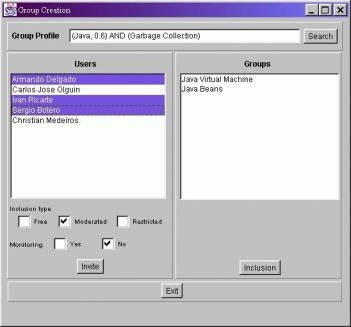 Group Creation
Group Profile (Java, 0.6) AND (Garbage Collection) Search
Users
Armando Delgado
Carlos Jose Olguin
Ivan Ricarte
Sergio Botero
Christian Medeiros
Inclusion type
Free Moderated Restricted
Monitoring Yes No
Invite
Groups
Java Virtual Machine
Java Beans
Inclusion
Exit